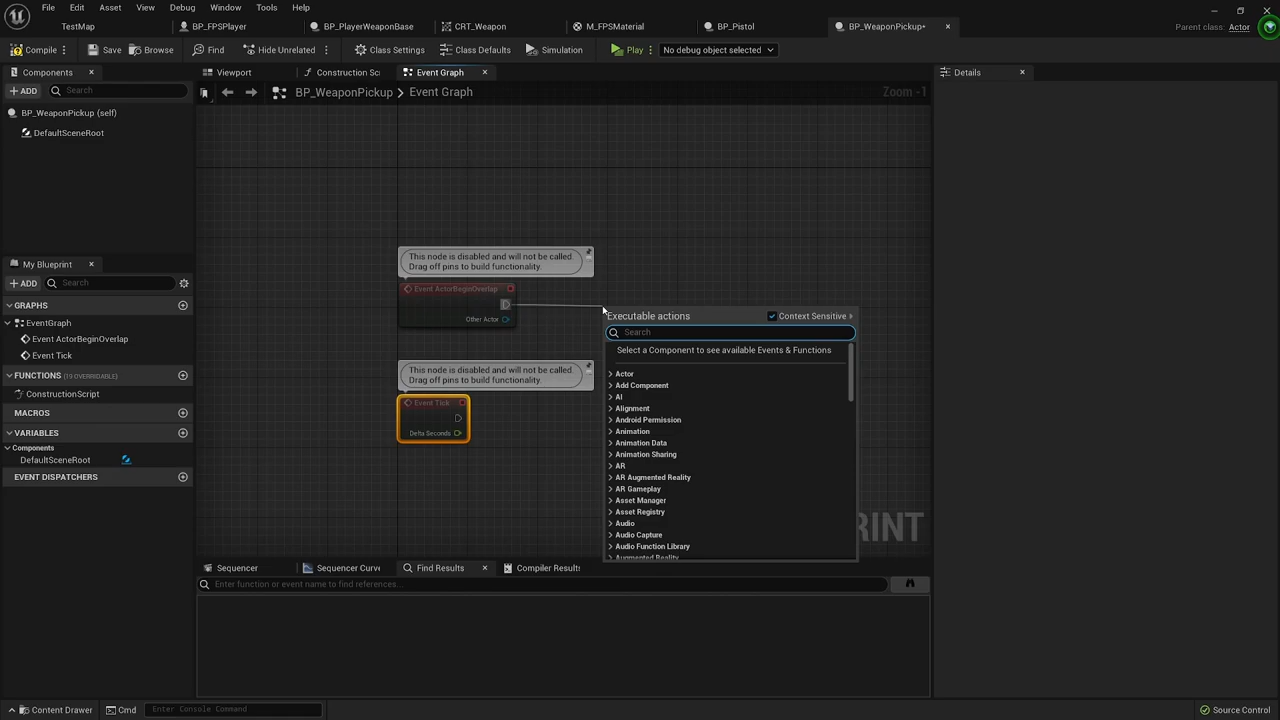 File Edit Asset View Debug Window Tools Help
TestMap BP_FPSPlayer BP_PlayerWeaponBase CRT_Weapon M_FPSMaterial BP_Pistol BP_WeaponPickup• Parent class: Actor
Compile Save Browse Find Hide Unrelated Class Settings Class Defaults Simulation Play No debug object selected
Components Viewport Construction Sc Event Graph Details
ADD Search BP_WeaponPickup Event Graph Zoom -1
BP_WeaponPickup (self)
DefaultSceneRoot
This node is disabled and will not be called.
Drag off pins to build functionality.
My Blueprint
ADD Search
Event ActorBeginOverlap
Other Actor
GRAPHS
EventGraph
Event ActorBeginOverlap
Event Tick
Executable actions Context Sensitive
Search
Select a Component to see available Events & Functions
This node is disabled and will not be called.
Drag off pins to build functionality.
Event Tick
Delta Seconds
FUNCTIONS (19 OVERRIDABLE)
ConstructionScript
MACROS
VARIABLES
Components
DefaultSceneRoot
EVENT DISPATCHERS
Actor
Add Component
AI
Alignment
Android Permission
Animation
Animation Data
Animation Sharing
AR
AR Augmented Reality
AR Gameplay
Asset Manager
Asset Registry
Audio
Audio Capture
Audio Function Library
Augmented Reality
RINT
Sequencer Sequencer Curv Find Results Compiler Results
Enter function or event name to find references...
Content Drawer Cmd Enter Console Command Source Control